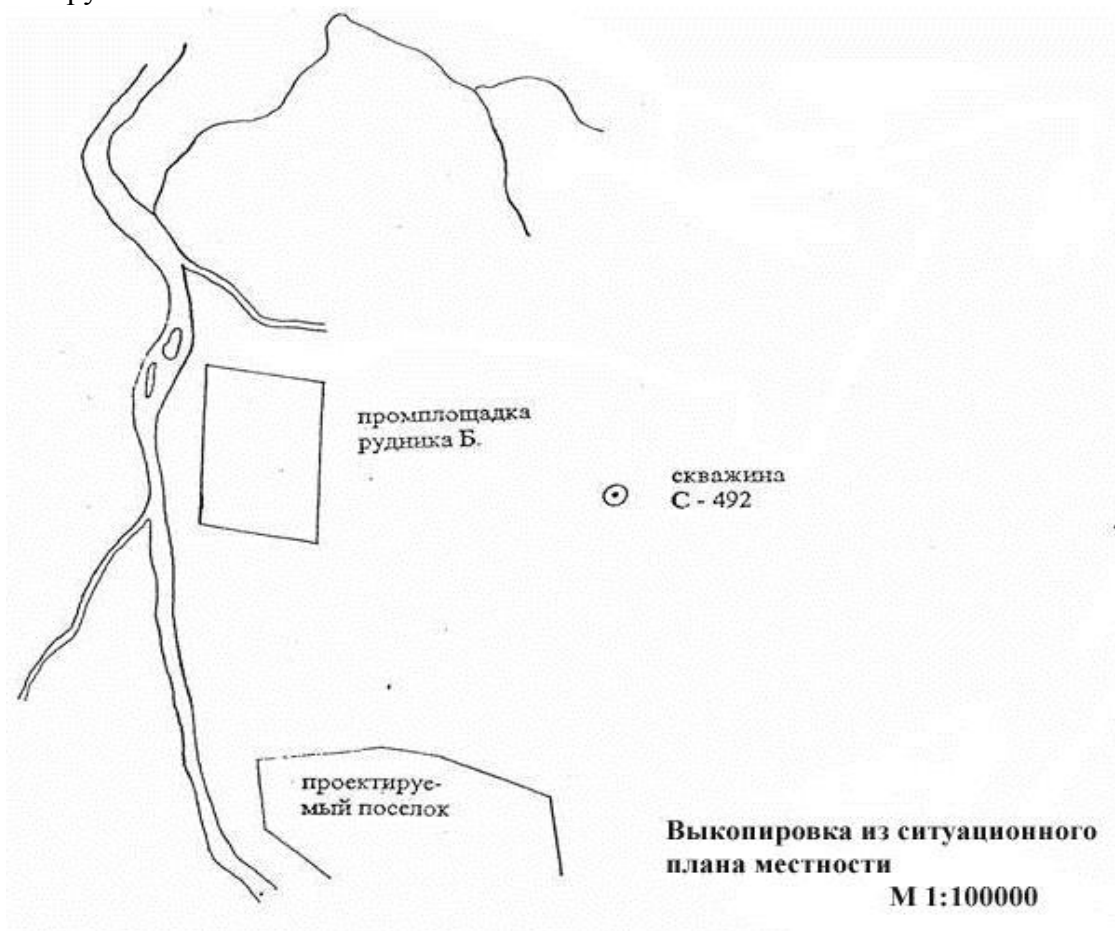 промплощадка
рудника Б.
скважина
С - 492
проектируе-
мый поселок
Выкопировка из ситуационного
плана местности
М 1:100000